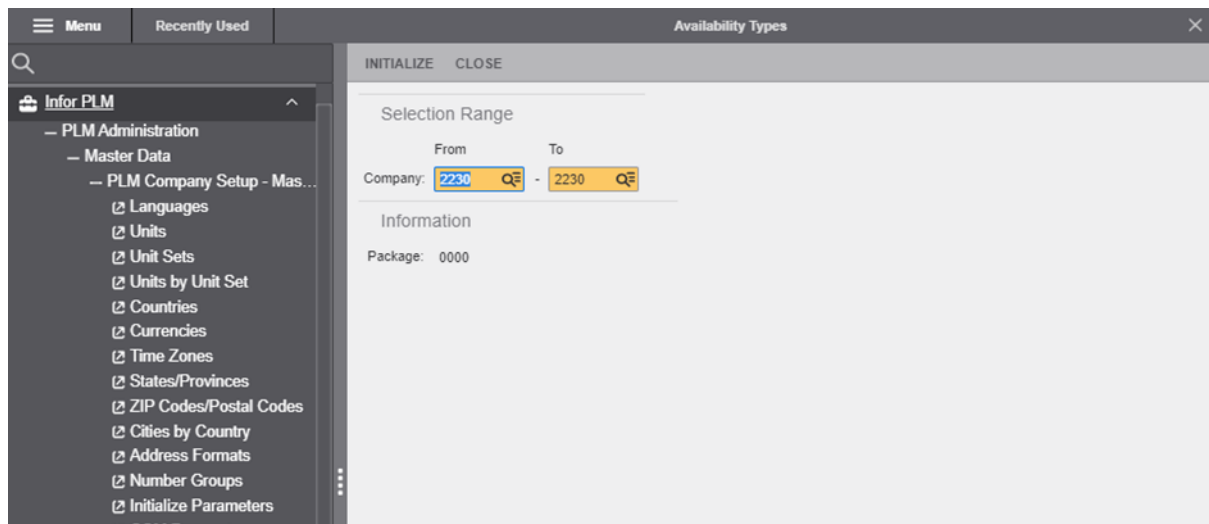 Menu
Recently Used
Availability Types
INITIALIZE CLOSE
Infor PLM
PLM Administration
Master Data
PLM Company Setup - Mas...
Languages
Units
Unit Sets
Units by Unit Set
Countries
Currencies
Time Zones
States/Provinces
ZIP Codes/Postal Codes
Cities by Country
Address Formats
Number Groups
Initialize Parameters
Selection Range
From To
Company: 2230 - 2230
Information
Package: 0000